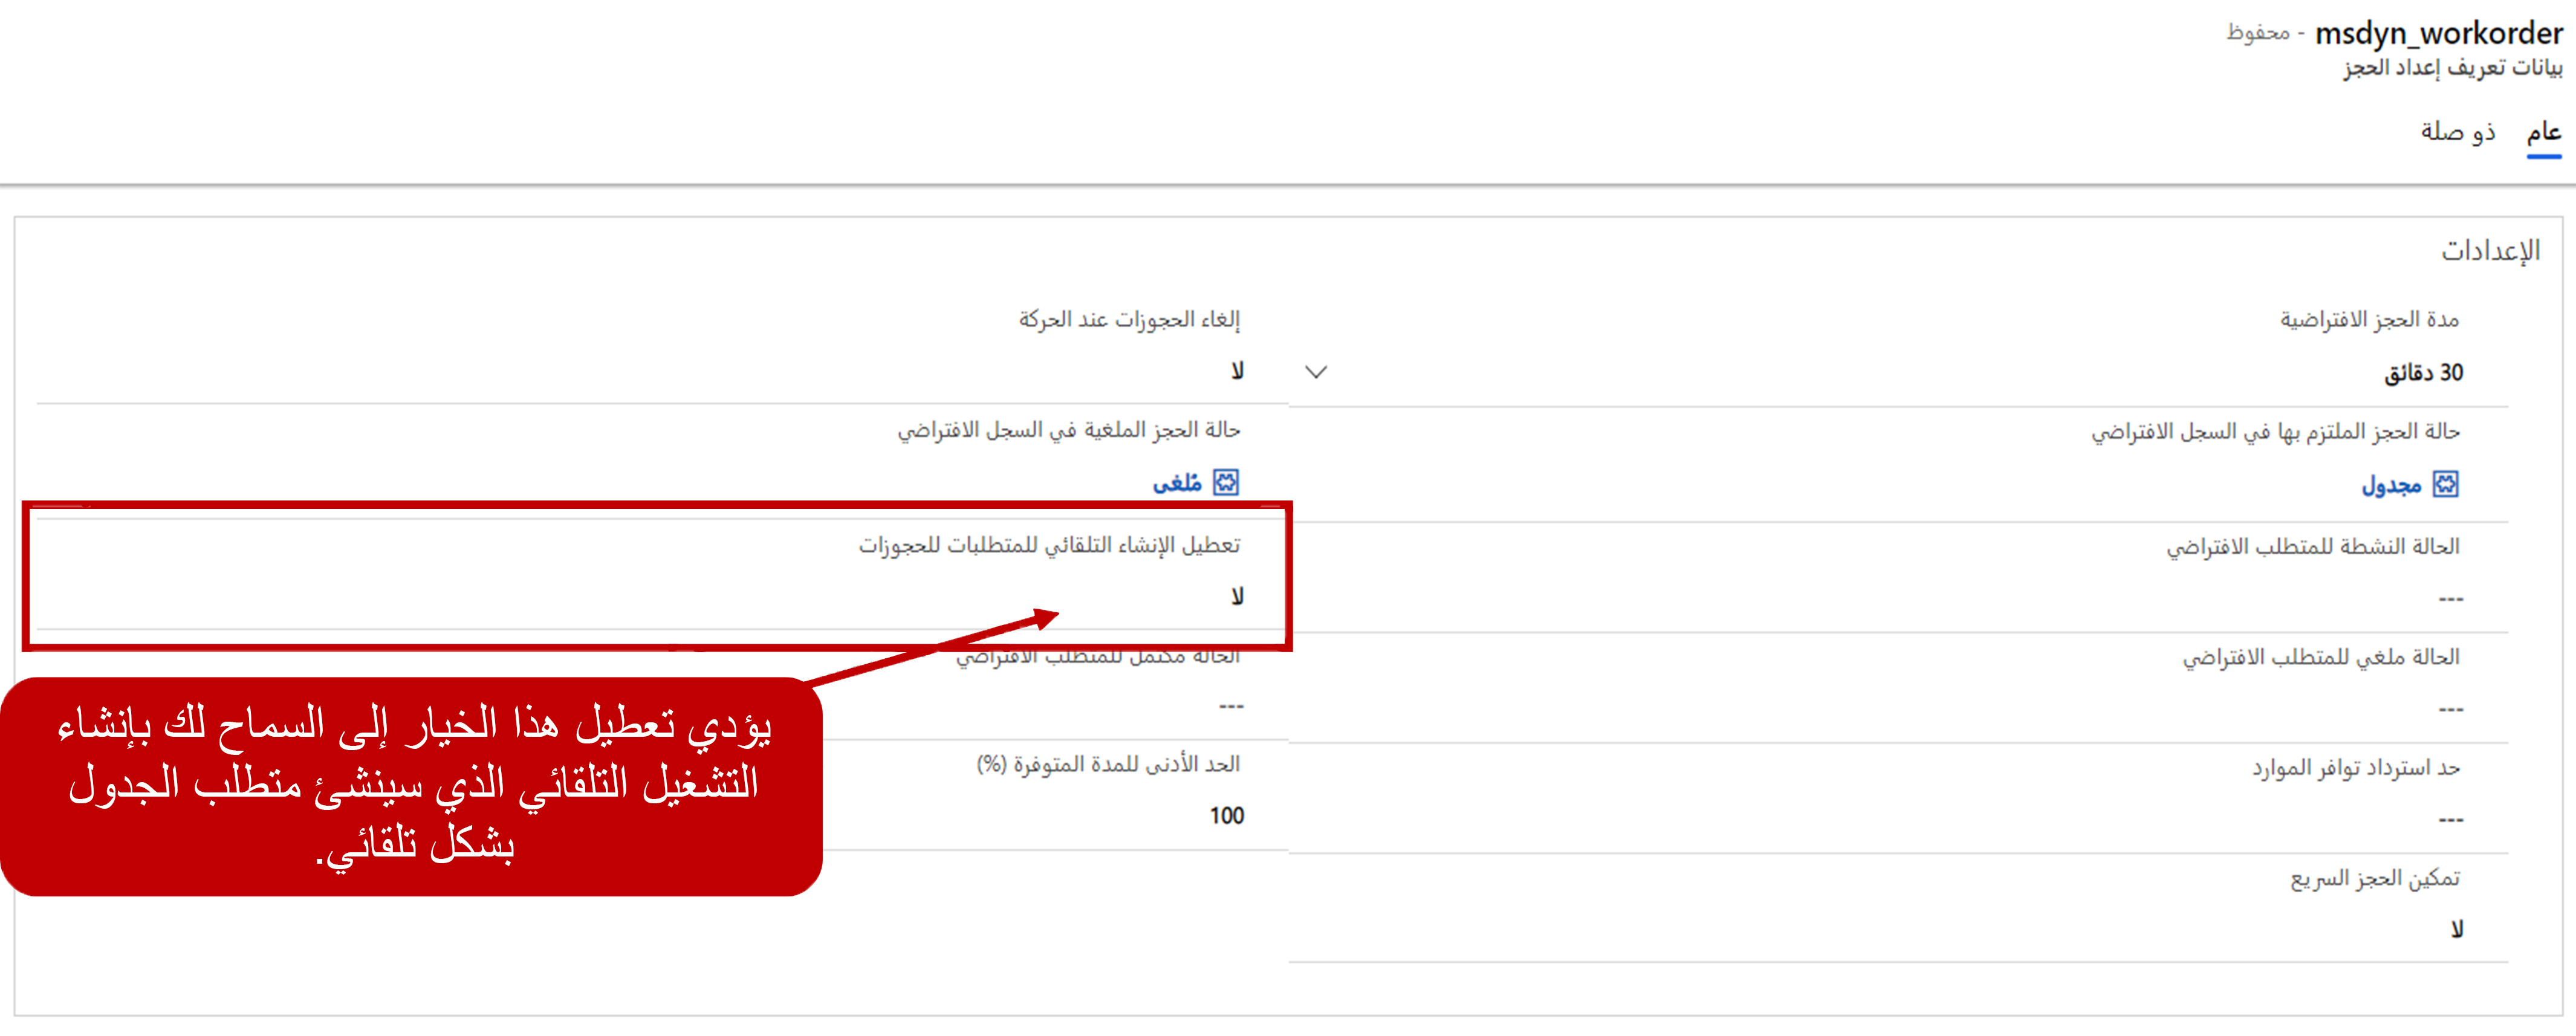 msdyn_workorder - محفوظ
بيانات تعريف إعداد الحجز
عام ذو صلة
الإعدادات
مدة الحجز الافتراضية
30 دقائق
حالة الحجز الملتزم بها في السجل الافتراضي
مجدول
الحالة النشطة للمتطلب الافتراضي
---
الحالة ملغي للمتطلب الافتراضي
---
حد استرداد توافر الموارد
---
تمكين الحجز السريع
لا
إلغاء الحجوزات عند الحركة
لا
حالة الحجز الملغية في السجل الافتراضي
مُلغى
تعطيل الإنشاء التلقائي للمتطلبات للحجوزات
لا
الحالة مكتمل للمتطلب الافتراضي
---
الحد الأدنى للمدة المتوفرة (%)
100
يؤدي تعطيل هذا الخيار إلى السماح لك بإنشاء
التشغيل التلقائي الذي سينشئ متطلب الجدول
بشكل تلقائي.